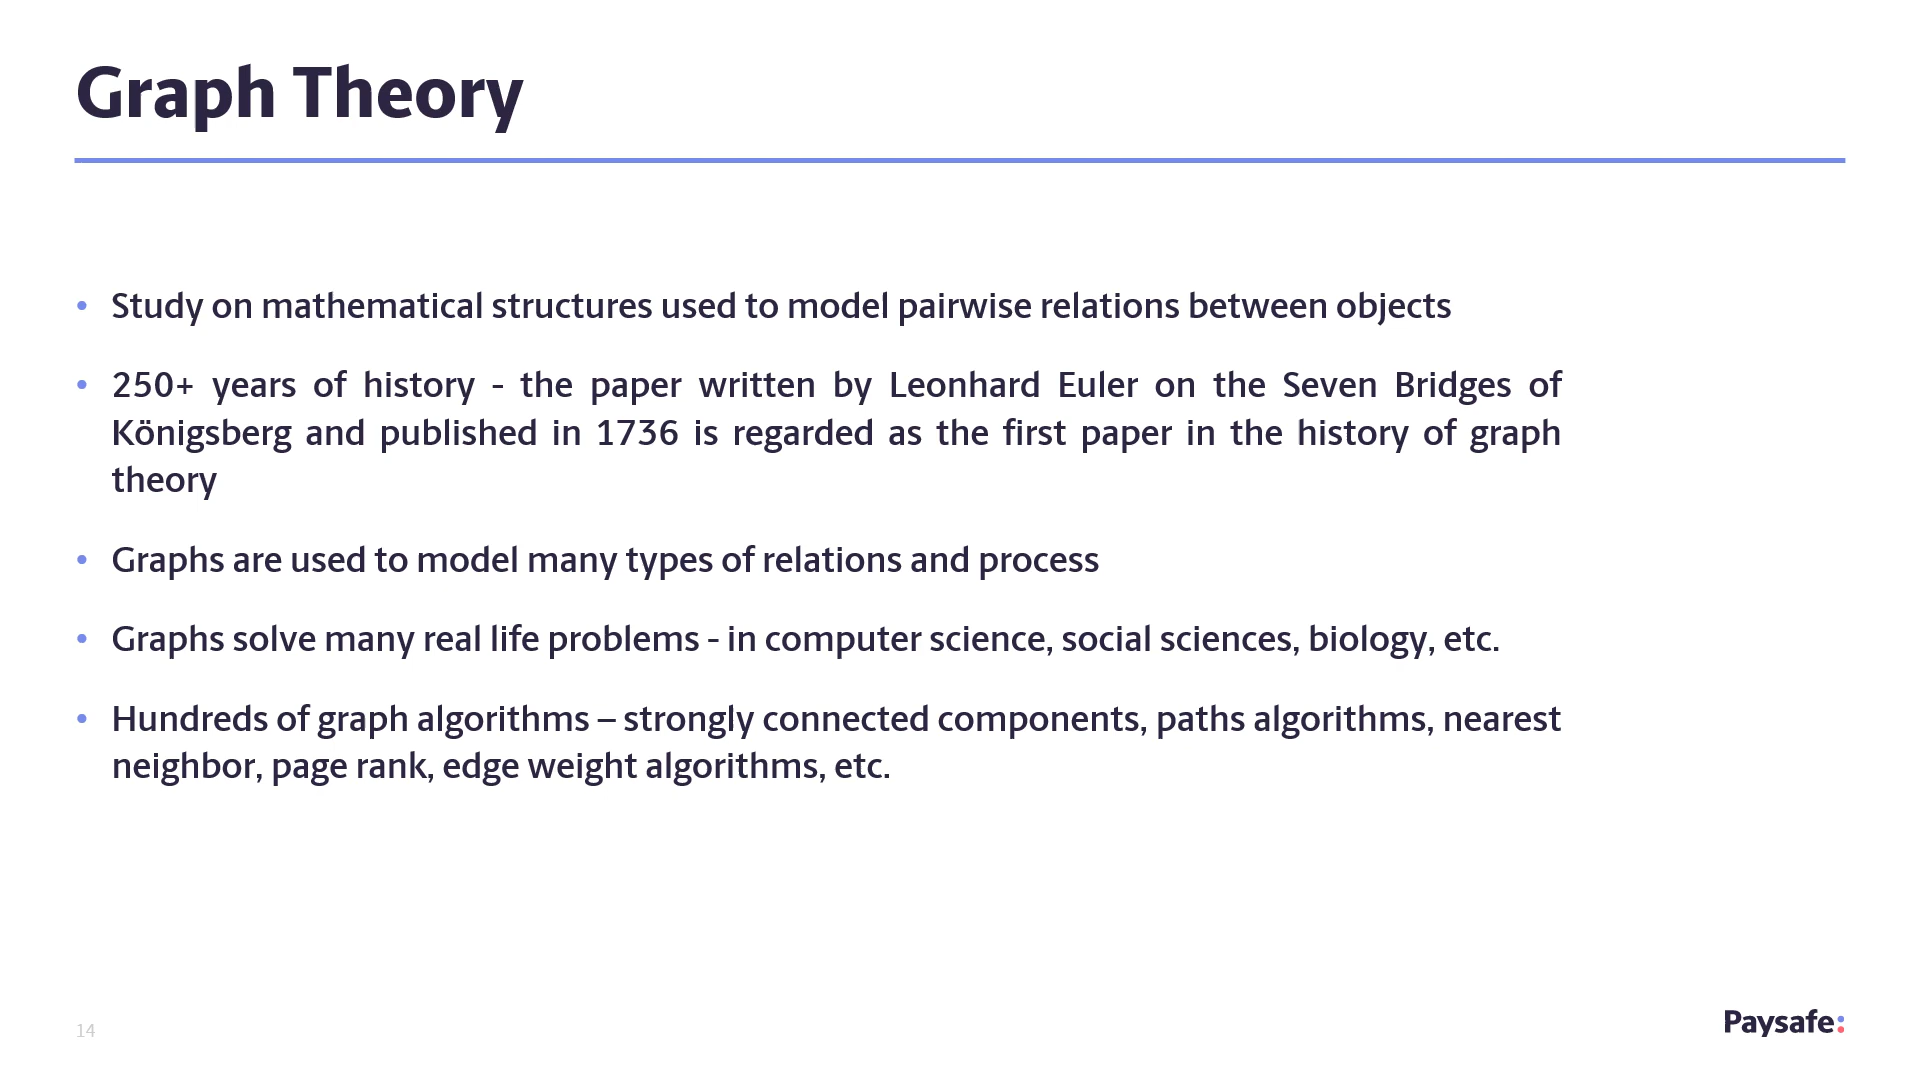 Graph Theory
• Study on mathematical structures used to model pairwise relations between objects
• 250+ years of history - the paper written by Leonhard Euler on the Seven Bridges of
Königsberg and published in 1736 is regarded as the first paper in the history of graph
theory
• Graphs are used to model many types of relations and process
• Graphs solve many real life problems - in computer science, social sciences, biology, etc.
• Hundreds of graph algorithms – strongly connected components, paths algorithms, nearest
neighbor, page rank, edge weight algorithms, etc.
14
Paysafe: